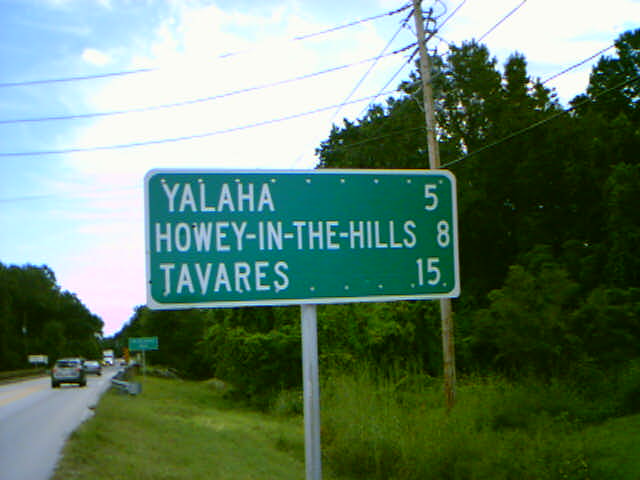 YALAHA 5
HOWEY-IN-THE-HILLS 8
TAVARES 15